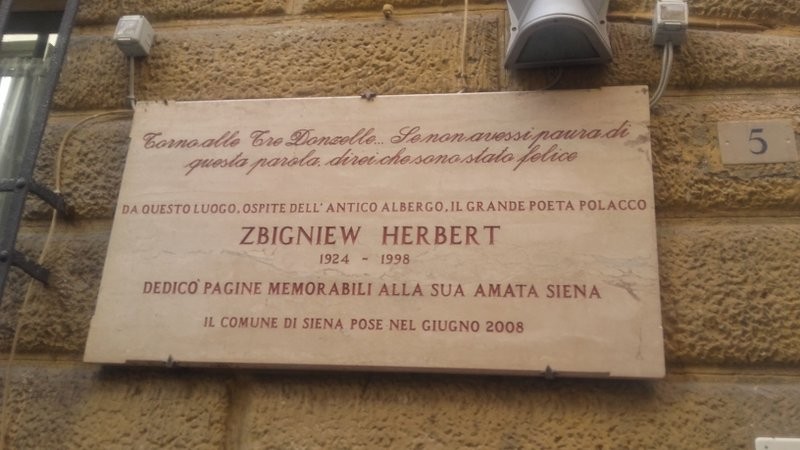 Torno alle Tre Donzelle... Se non avessi paura di
questa parola, direi che sono stato felice
DA QUESTO LUOGO, OSPITE DELL' ANTICO ALBERGO, IL GRANDE POETA POLACCO
ZBIGNIEW HERBERT
1924 - 1998
DEDICO' PAGINE MEMORABILI ALLA SUA AMATA SIENA
IL COMUNE DI SIENA POSE NEL GIUGNO 2008
5